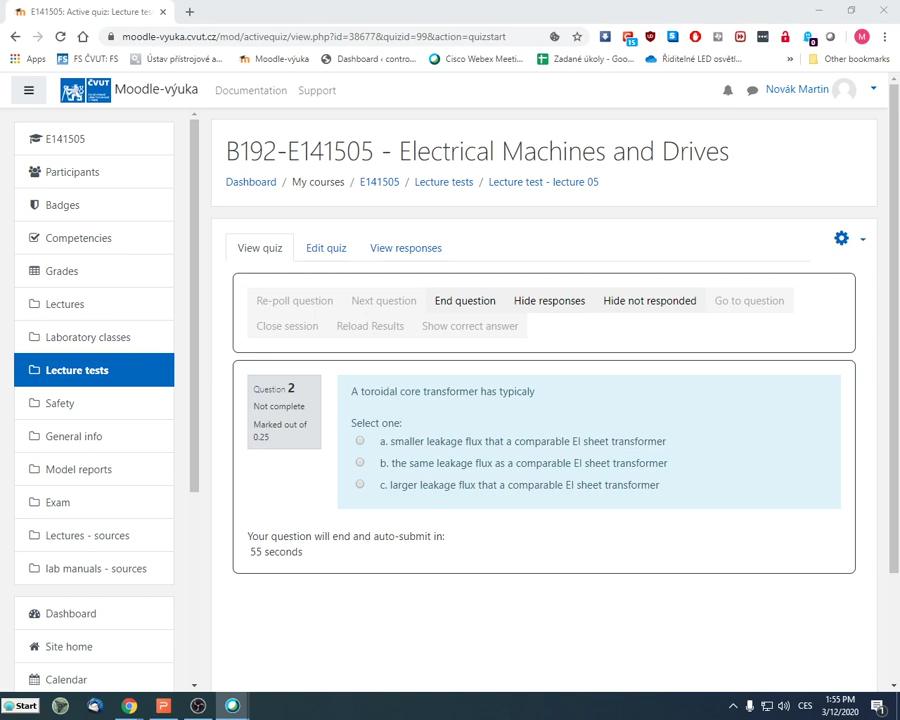 E141505: Active quiz: Lecture tes
moodle-vyuka.cvut.cz/mod/activequiz/view.php?id=38677&quizid=99&action=quizstart
Apps FS ČVUT: FS Ústav přístrojové a... Moodle-výuka Dashboard ‹ contro... Cisco Webex Meeti... Zadané úkoly - Goo... Řiditelné LED osvětl... » Other bookmarks
ČVUT Moodle-výuka Documentation Support Novák Martin
E141505
Participants
Badges
Competencies
Grades
Lectures
Laboratory classes
Lecture tests
Safety
General info
Model reports
Exam
Lectures - sources
lab manuals - sources
Dashboard
Site home
Calendar
B192-E141505 - Electrical Machines and Drives
Dashboard / My courses / E141505 / Lecture tests / Lecture test - lecture 05
View quiz Edit quiz View responses
Re-poll question Next question End question Hide responses Hide not responded Go to question
Close session Reload Results Show correct answer
Question 2
Not complete
Marked out of
0.25
A toroidal core transformer has typicaly
Select one:
a. smaller leakage flux that a comparable EI sheet transformer
b. the same leakage flux as a comparable EI sheet transformer
c. larger leakage flux that a comparable EI sheet transformer
Your question will end and auto-submit in:
55 seconds
Start CES 1:55 PM
3/12/2020